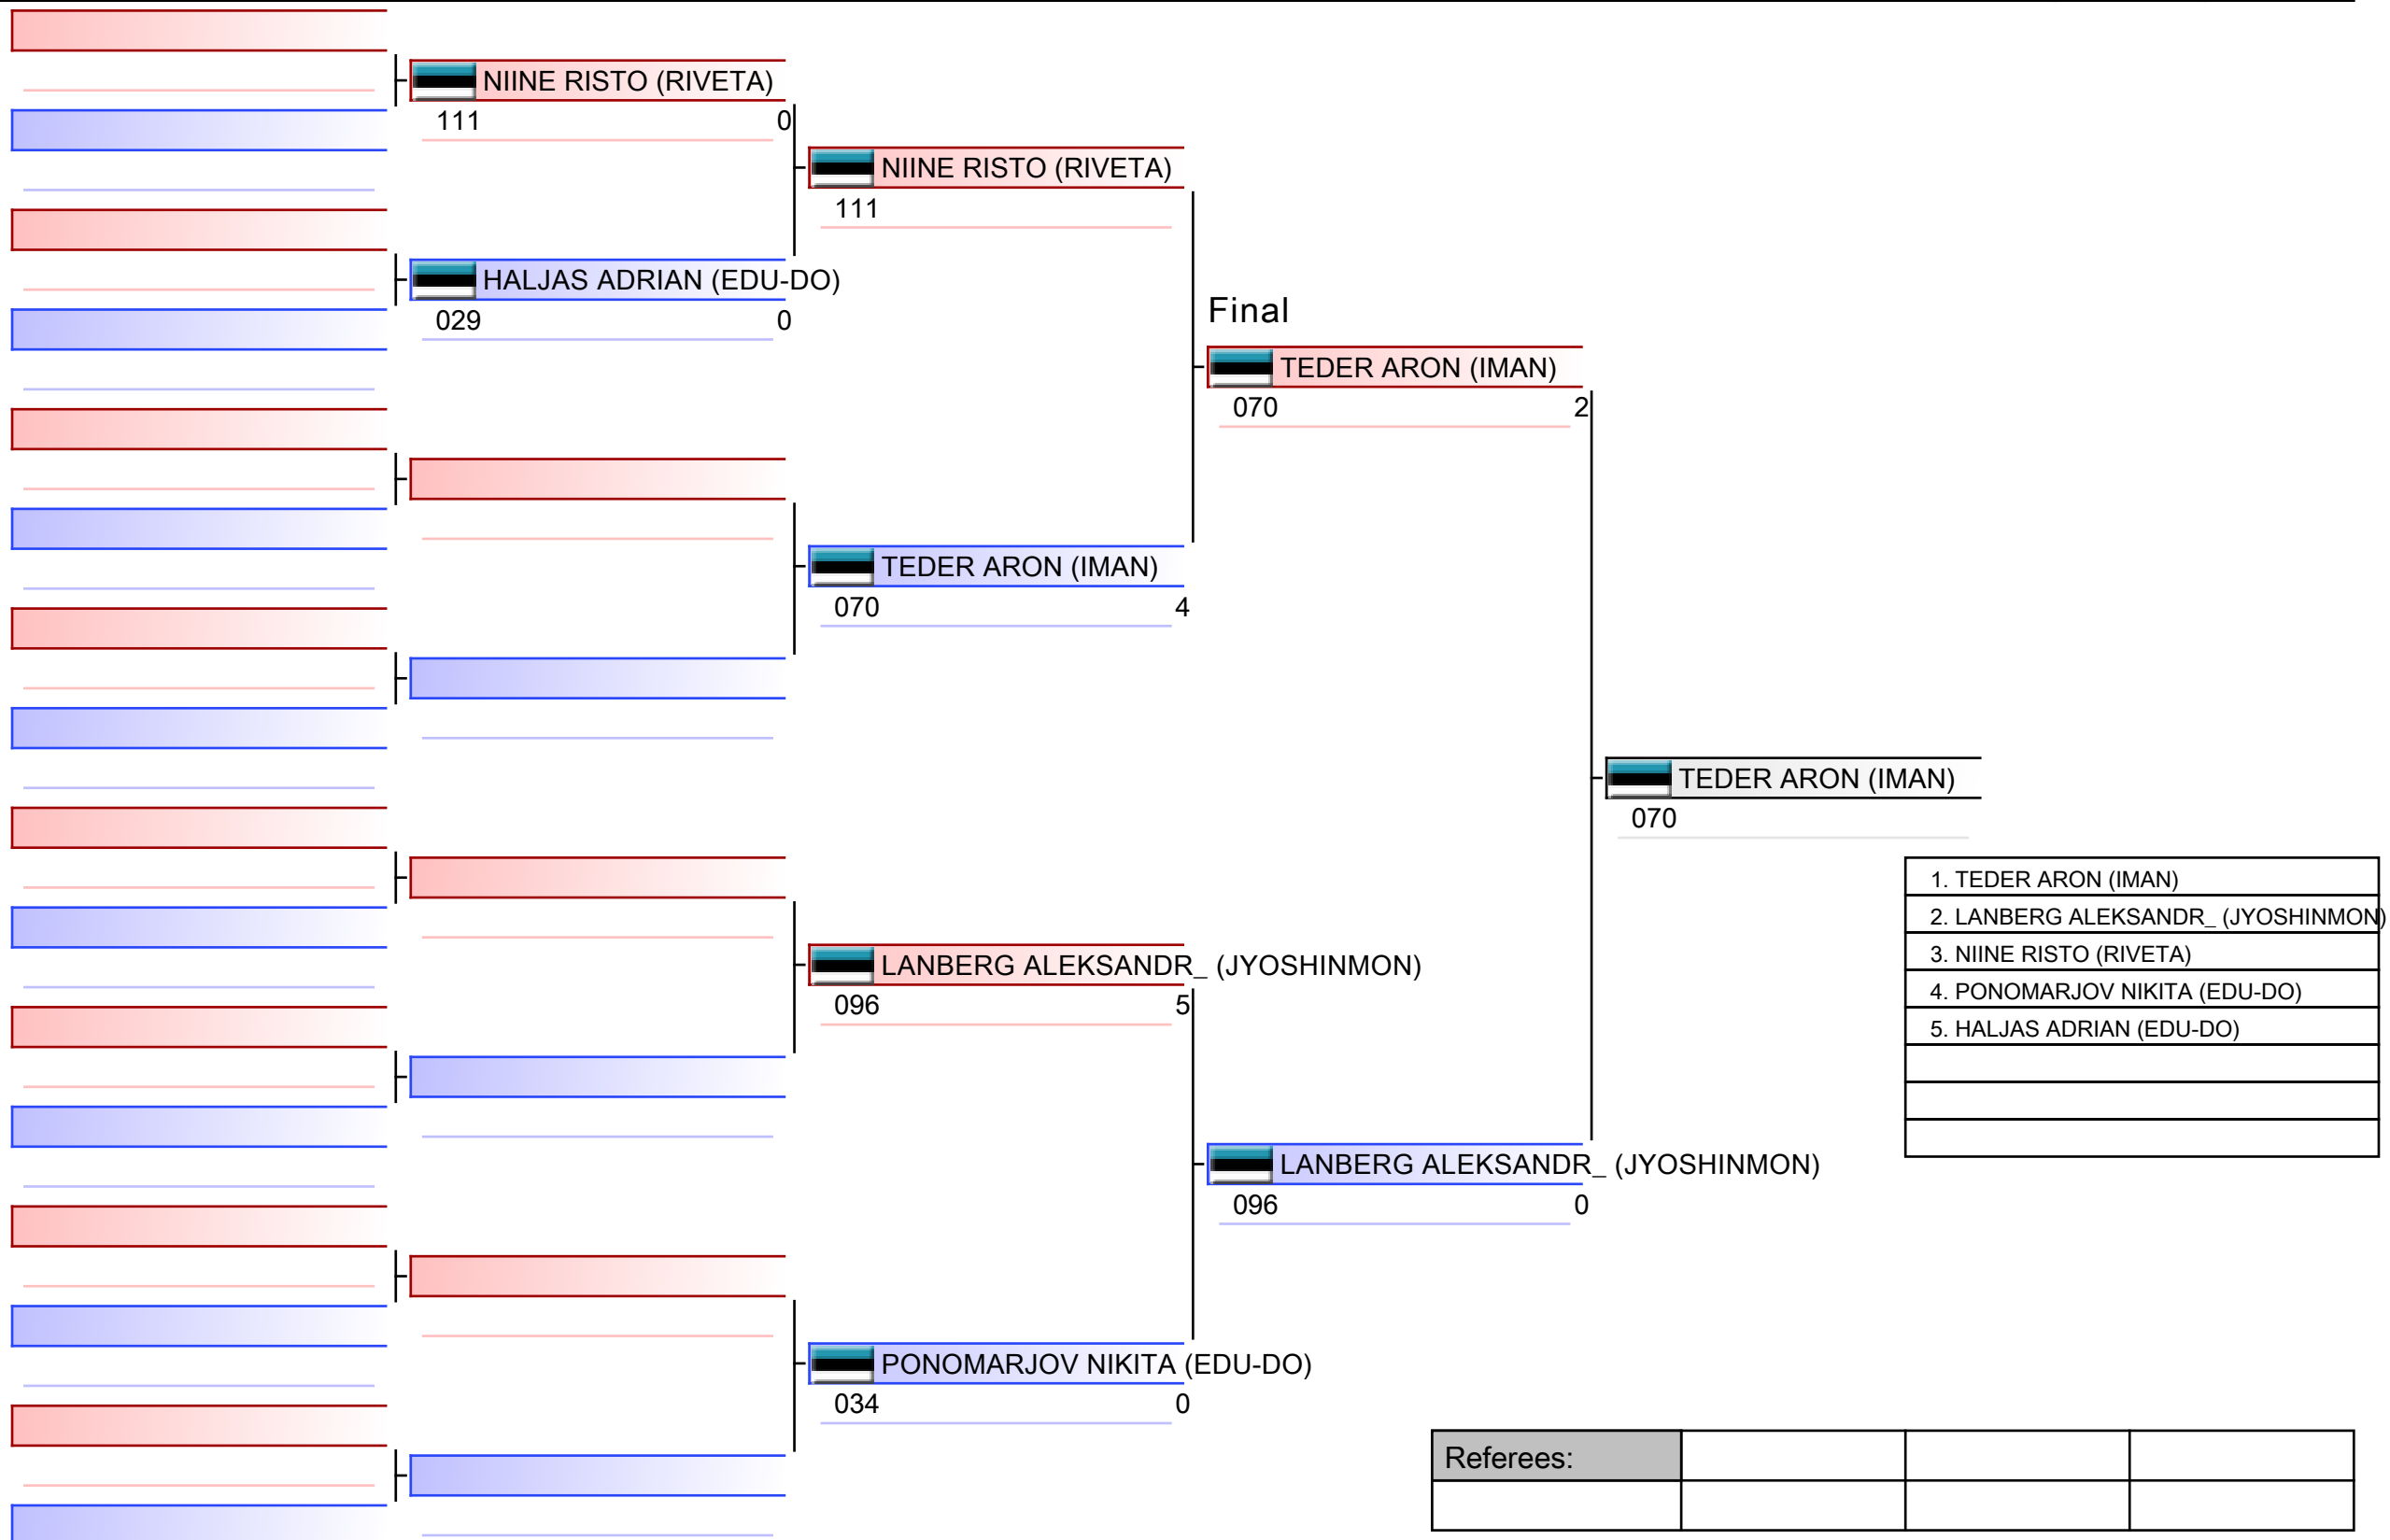 NIINE RISTO (RIVETA)
111 0
NIINE RISTO (RIVETA)
111
HALJAS ADRIAN (EDU-DO)
029 0
Final
TEDER ARON (IMAN)
070 2
TEDER ARON (IMAN)
070 4
TEDER ARON (IMAN)
070
1. TEDER ARON (IMAN)
2. LANBERG ALEKSANDR_ (JYOSHINMON)
3. NIINE RISTO (RIVETA)
4. PONOMARJOV NIKITA (EDU-DO)
5. HALJAS ADRIAN (EDU-DO)
LANBERG ALEKSANDR_ (JYOSHINMON)
096 5
LANBERG ALEKSANDR_ (JYOSHINMON)
096 0
PONOMARJOV NIKITA (EDU-DO)
034 0
Referees: